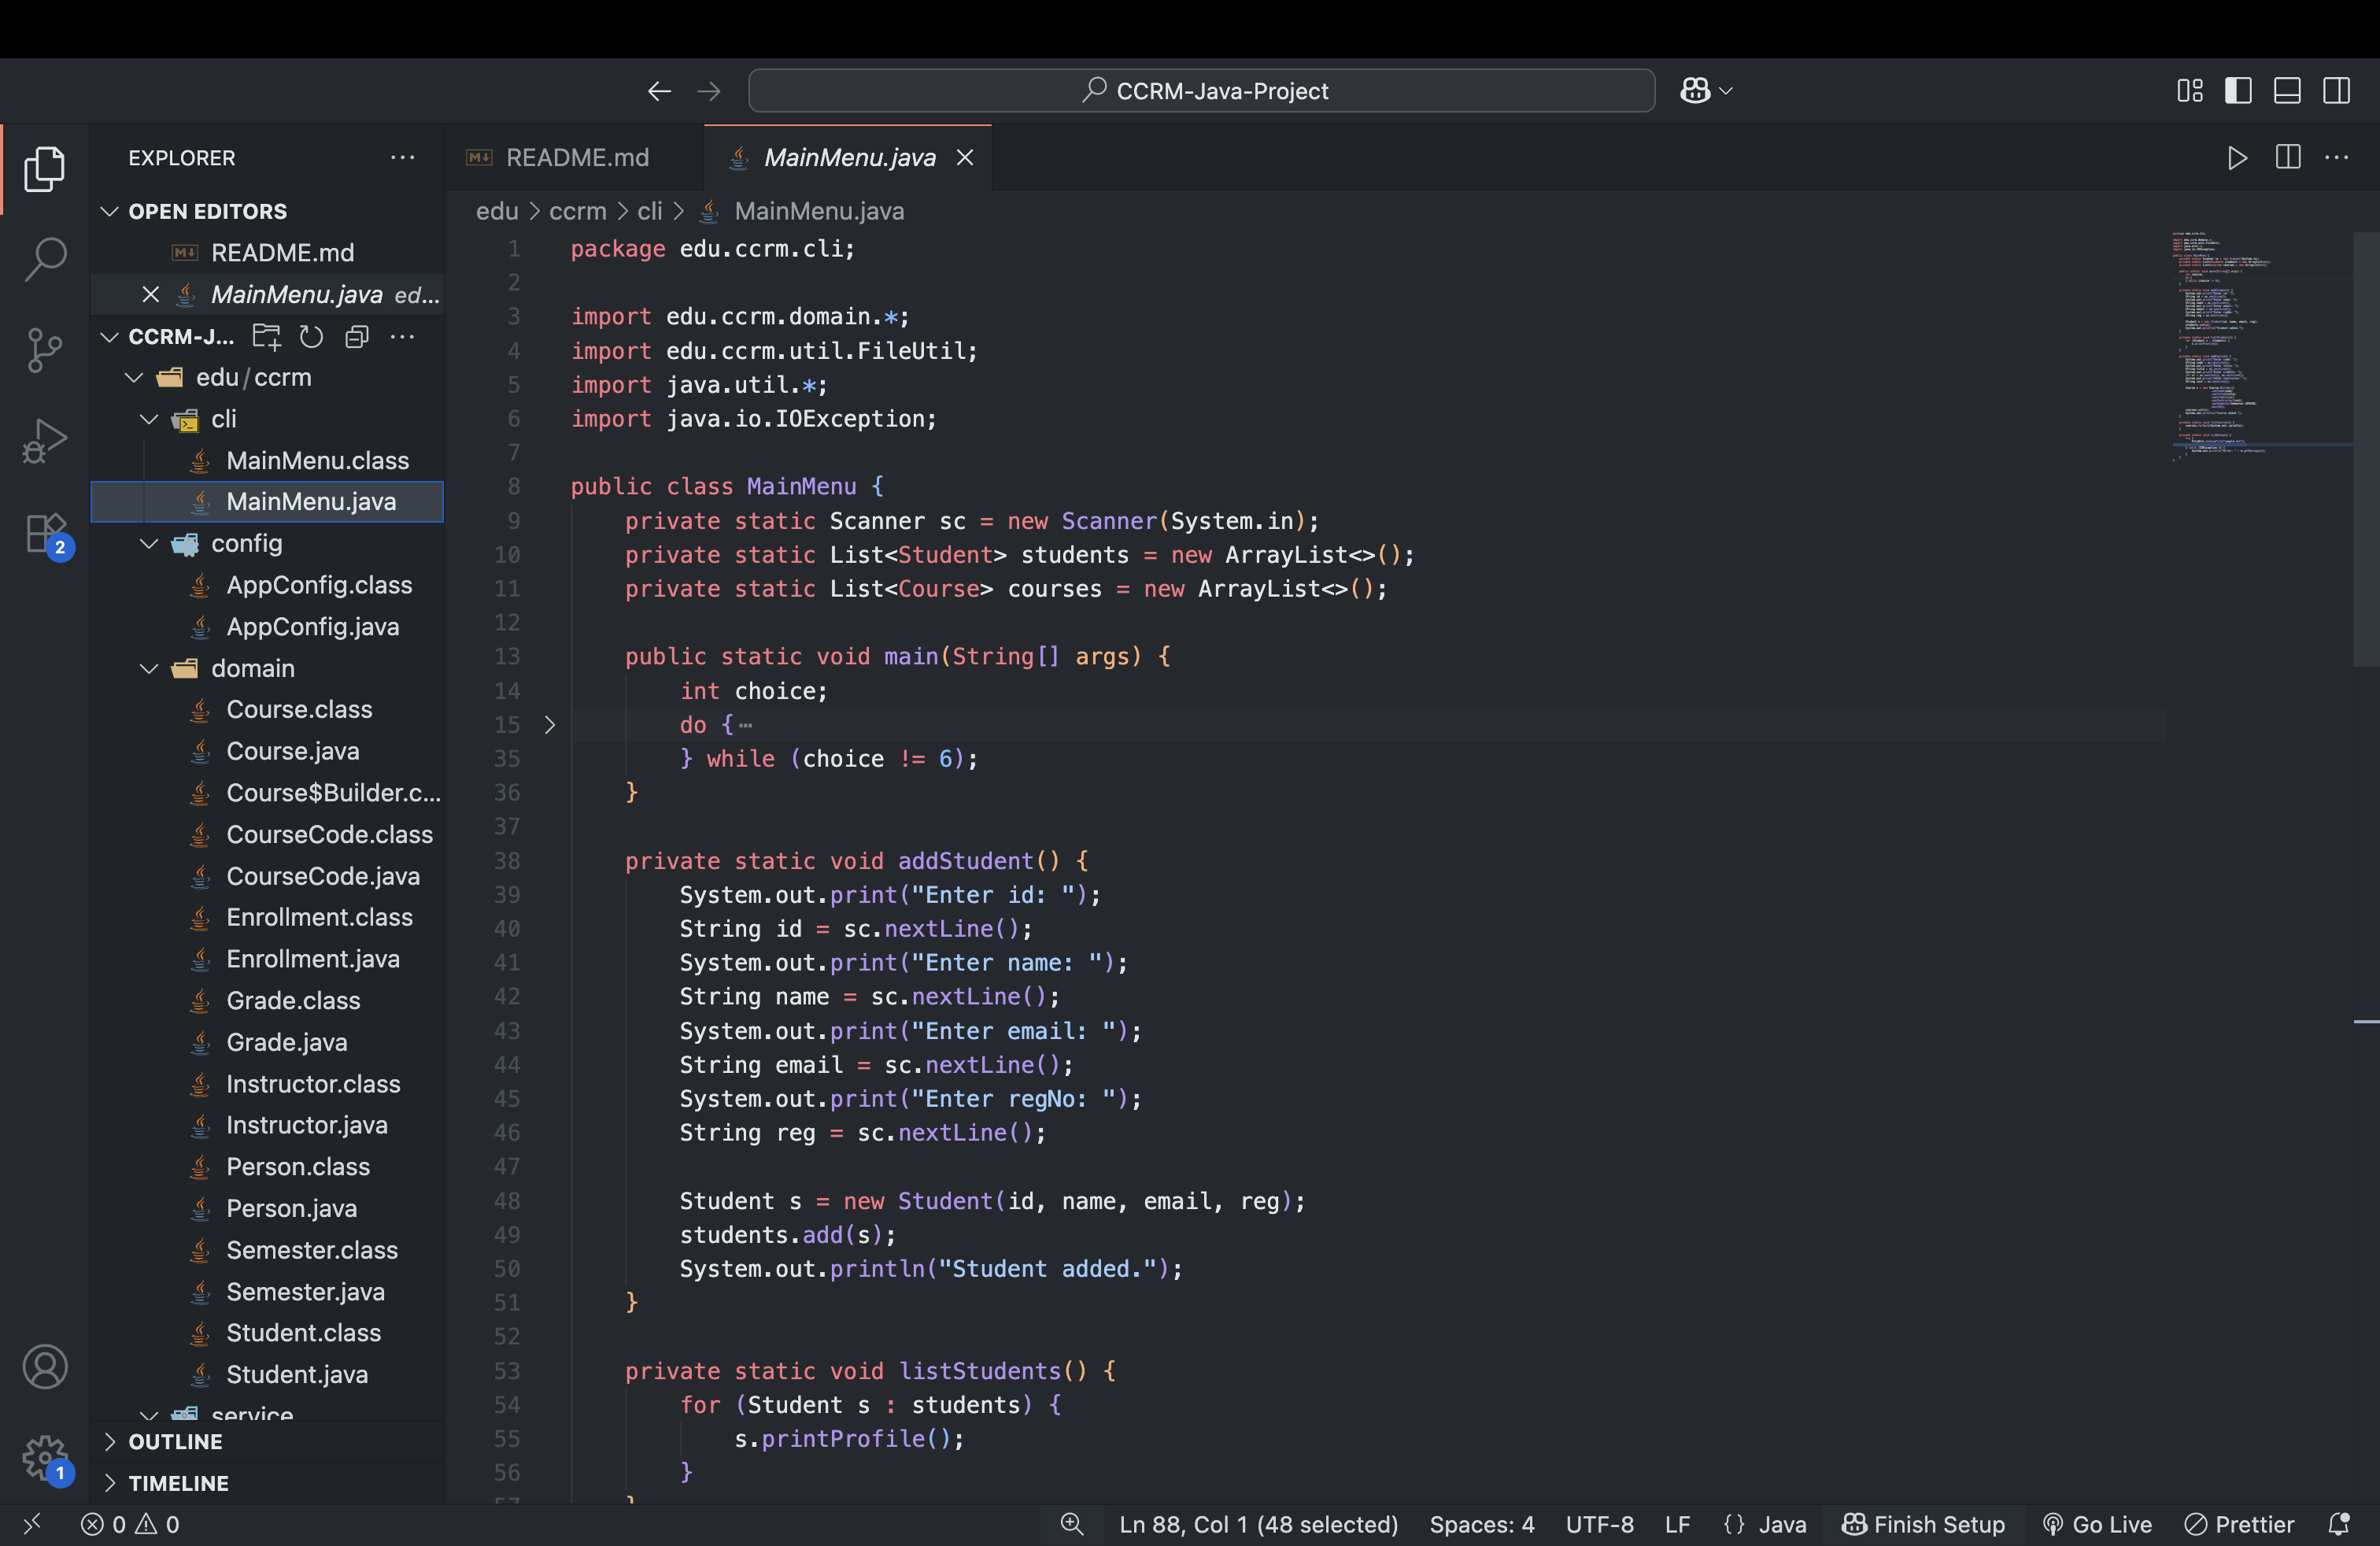 CCRM-Java-Project
EXPLORER
OPEN EDITORS
README.md
MainMenu.java ed...
CCRM-J...
edu/ccrm
cli
MainMenu.class
MainMenu.java
config
AppConfig.class
AppConfig.java
domain
Course.class
Course.java
Course$Builder.c...
CourseCode.class
CourseCode.java
Enrollment.class
Enrollment.java
Grade.class
Grade.java
Instructor.class
Instructor.java
Person.class
Person.java
Semester.class
Semester.java
Student.class
Student.java
service
OUTLINE
TIMELINE
2
1
README.md
MainMenu.java
edu > ccrm > cli > MainMenu.java
1 package edu.ccrm.cli;
2
3 import edu.ccrm.domain.*;
4 import edu.ccrm.util.FileUtil;
5 import java.util.*;
6 import java.io.IOException;
7
8 public class MainMenu {
9 private static Scanner sc = new Scanner(System.in);
10 private static List<Student> students = new ArrayList<>();
11 private static List<Course> courses = new ArrayList<>();
12
13 public static void main(String[] args) {
14 int choice;
15 do {⋯
35 } while (choice != 6);
36 }
37
38 private static void addStudent() {
39 System.out.print("Enter id: ");
40 String id = sc.nextLine();
41 System.out.print("Enter name: ");
42 String name = sc.nextLine();
43 System.out.print("Enter email: ");
44 String email = sc.nextLine();
45 System.out.print("Enter regNo: ");
46 String reg = sc.nextLine();
47
48 Student s = new Student(id, name, email, reg);
49 students.add(s);
50 System.out.println("Student added.");
51 }
52
53 private static void listStudents() {
54 for (Student s : students) {
55 s.printProfile();
56 }
57 }
0 0
Ln 88, Col 1 (48 selected)
Spaces: 4
UTF-8
LF
{} Java
Finish Setup
Go Live
Prettier